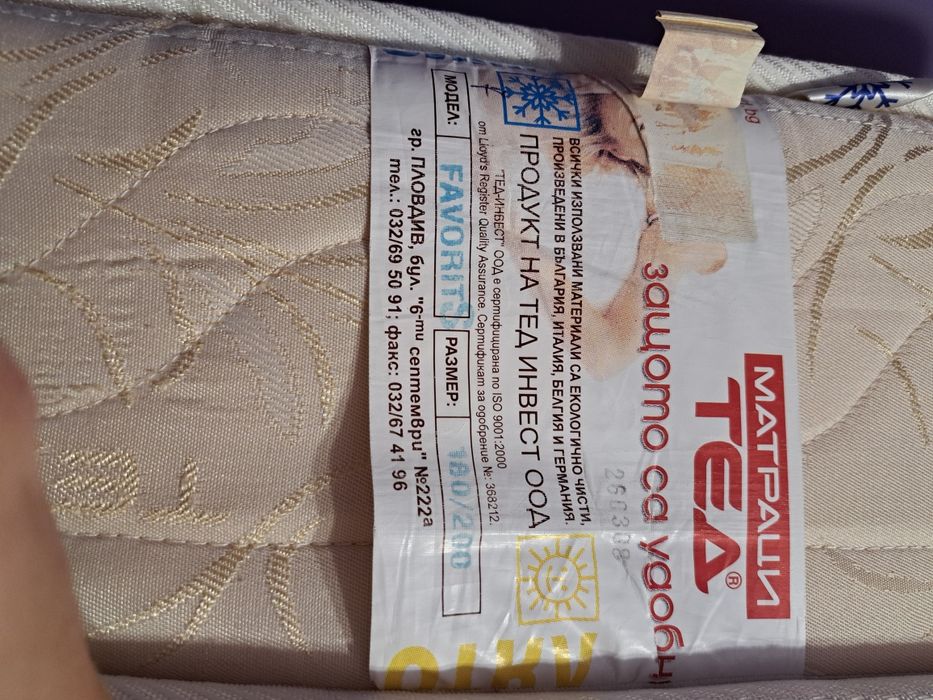 МАТРАЦИ
ТЕД®
защото са удобн
260308
ВСИЧКИ ИЗПОЛЗВАНИ МАТЕРИАЛИ СА ЕКОЛОГИЧНО ЧИСТИ.
ПРОИЗВЕДЕНИ В БЪЛГАРИЯ, ИТАЛИЯ, БЕЛГИЯ И ГЕРМАНИЯ.
ПРОДУКТ НА ТЕД ИНВЕСТ ООД
"ТЕД-ИНВЕСТ" ООД е сертифицирана по ISO 9001:2000
от Lloyd's Register Quality Assurance. Сертификат за одобрение №: 368212.
МОДЕЛ: FAVORITS РАЗМЕР: 180/200
гр. ПЛОВДИВ, бул. "6-ти септември" №222а
тел.: 032/69 50 91; факс: 032/67 41 96